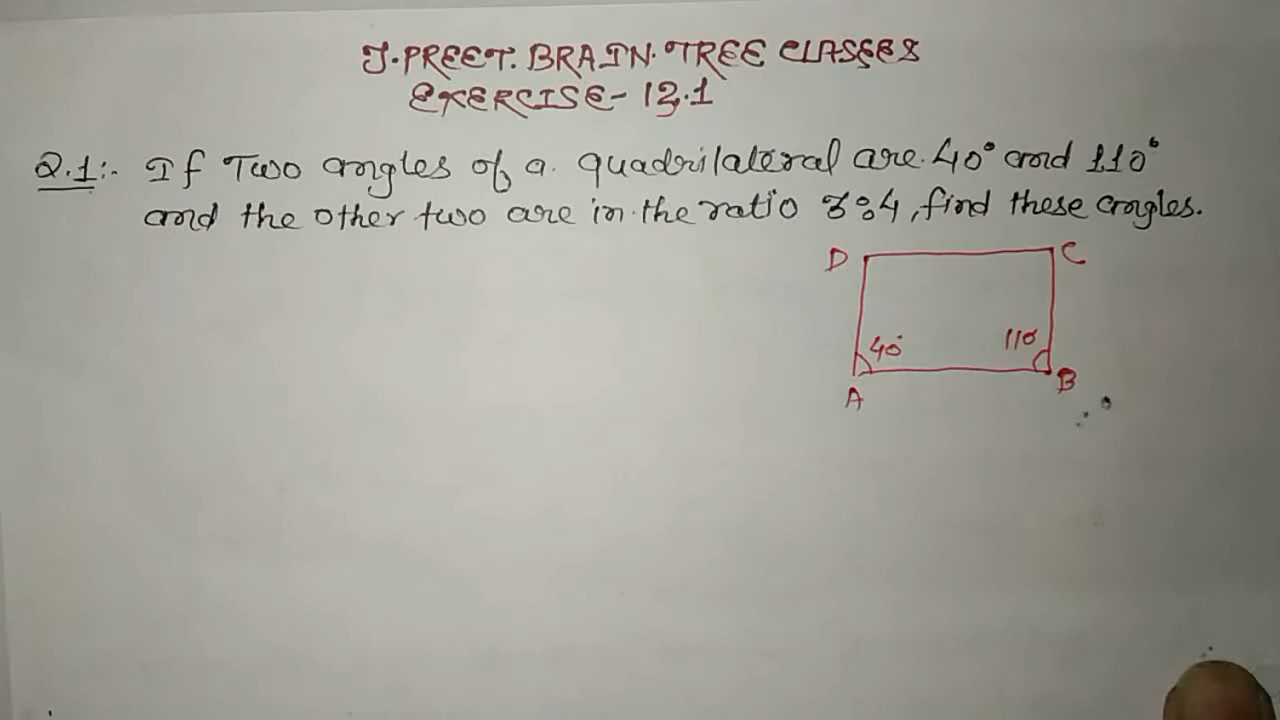 J. PREET. BRAIN. TREE CLASSES
EXERCISE - 13.1
Q.1:- If Two angles of a quadrilateral are 40° and 110°
and the other two are in the ratio 3:4, find these angles.
D C
40° 110°
A B